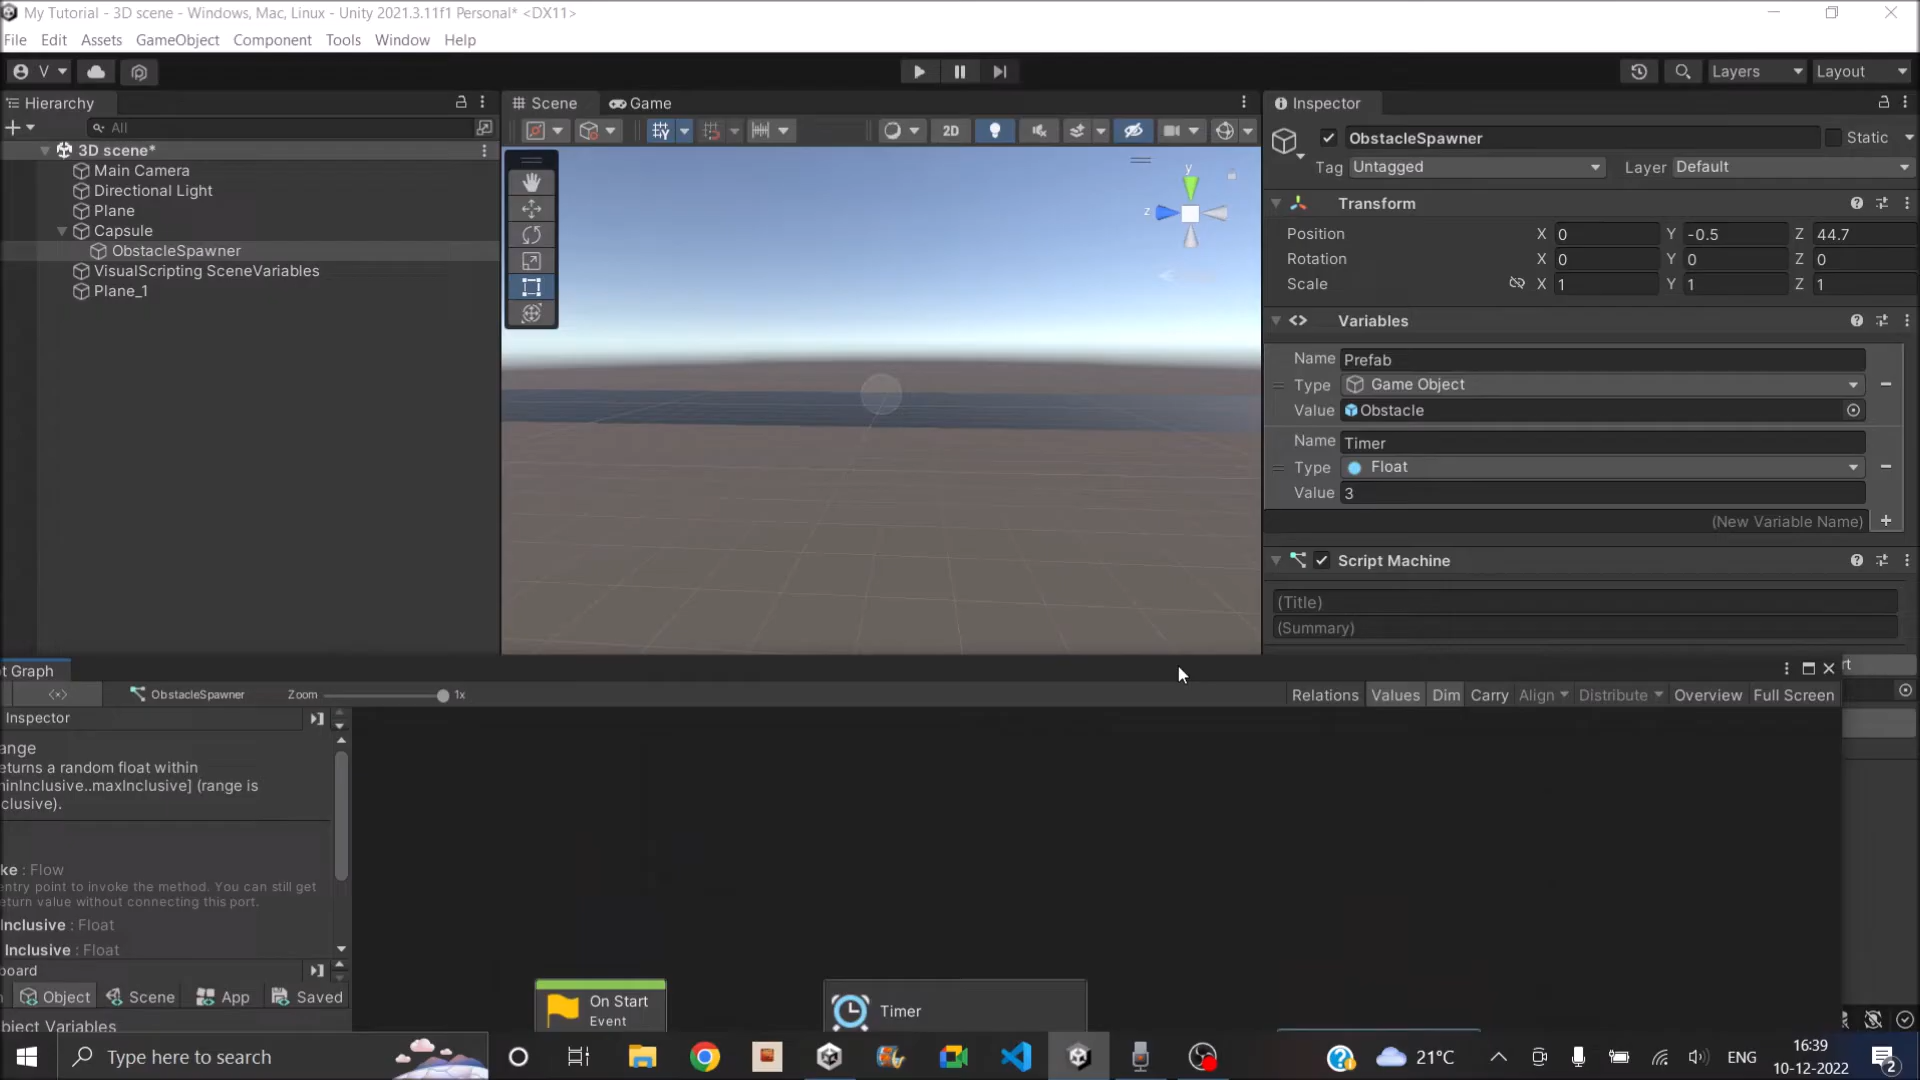 My Tutorial - 3D scene - Windows, Mac, Linux - Unity 2021.3.11f1 Personal* <DX11>
File Edit Assets GameObject Component Tools Window Help
V Layers Layout
Hierarchy
All
3D scene*
Main Camera
Directional Light
Plane
Capsule
ObstacleSpawner
VisualScripting SceneVariables
Plane_1
Scene Game
2D
y
z
Inspector
ObstacleSpawner Static
Tag Untagged Layer Default
Transform
Position X 0 Y -0.5 Z 44.7
Rotation X 0 Y 0 Z 0
Scale X 1 Y 1 Z 1
Variables
Name Prefab
Type Game Object
Value Obstacle
Name Timer
Type Float
Value 3
(New Variable Name)
Script Machine
(Title)
(Summary)
t Graph
rt
<x> ObstacleSpawner Zoom 1x Relations Values Dim Carry Align Distribute Overview Full Screen
Inspector
ange
eturns a random float within
ninInclusive..maxInclusive] (range is
clusive).
ke : Flow
entry point to invoke the method. You can still get
eturn value without connecting this port.
Inclusive : Float
Inclusive : Float
board
Object Scene App Saved
bject Variables
On Start
Event
Timer
Type here to search
21°C
ENG
16:39
10-12-2022
2